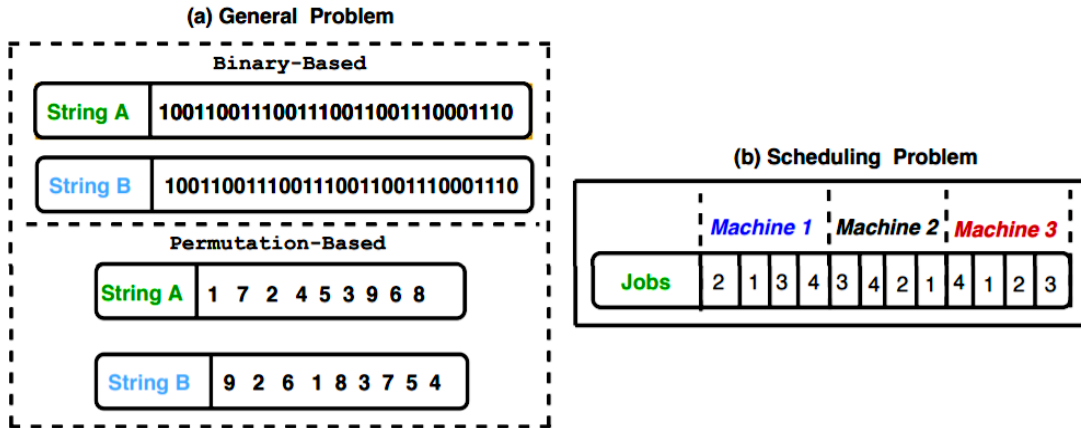 (a) General Problem
Binary-Based
String A 1001100111001110011001110001110
String B 1001100111001110011001110001110
Permutation-Based
String A 1 7 2 4 5 3 9 6 8
String B 9 2 6 1 8 3 7 5 4
(b) Scheduling Problem
Machine 1 Machine 2 Machine 3
Jobs 2 1 3 4 3 4 2 1 4 1 2 3